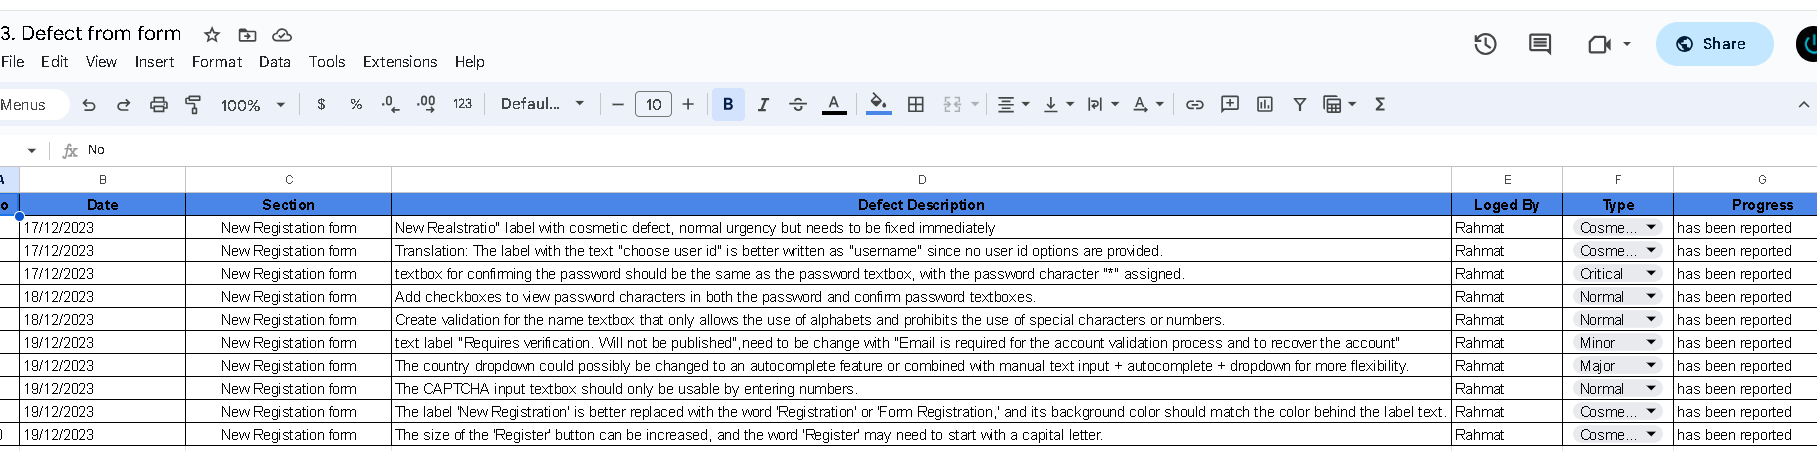 3. Defect from form
File Edit View Insert Format Data Tools Extensions Help
Share
Menus 100% $ % .0 .00 123 Defaul... − 10 + B I A A Σ
fx No
A B C D E F G
o Date Section Defect Description Loged By Type Progress
17/12/2023 New Registation form New Realstratio" label with cosmetic defect, normal urgency but needs to be fixed immediately Rahmat Cosme... has been reported
17/12/2023 New Registation form Translation: The label with the text "choose user id" is better written as "username" since no user id options are provided. Rahmat Cosme... has been reported
17/12/2023 New Registation form textbox for confirming the password should be the same as the password textbox, with the password character "*" assigned. Rahmat Critical has been reported
18/12/2023 New Registation form Add checkboxes to view password characters in both the password and confirm password textboxes. Rahmat Normal has been reported
18/12/2023 New Registation form Create validation for the name textbox that only allows the use of alphabets and prohibits the use of special characters or numbers. Rahmat Normal has been reported
19/12/2023 New Registation form text label "Requires verification. Will not be published",need to be change with "Email is required for the account validation process and to recover the account" Rahmat Minor has been reported
19/12/2023 New Registation form The country dropdown could possibly be changed to an autocomplete feature or combined with manual text input + autocomplete + dropdown for more flexibility. Rahmat Major has been reported
19/12/2023 New Registation form The CAPTCHA input textbox should only be usable by entering numbers. Rahmat Normal has been reported
19/12/2023 New Registation form The label 'New Registration' is better replaced with the word 'Registration' or 'Form Registration,' and its background color should match the color behind the label text. Rahmat Cosme... has been reported
19/12/2023 New Registation form The size of the 'Register' button can be increased, and the word 'Register' may need to start with a capital letter. Rahmat Cosme... has been reported